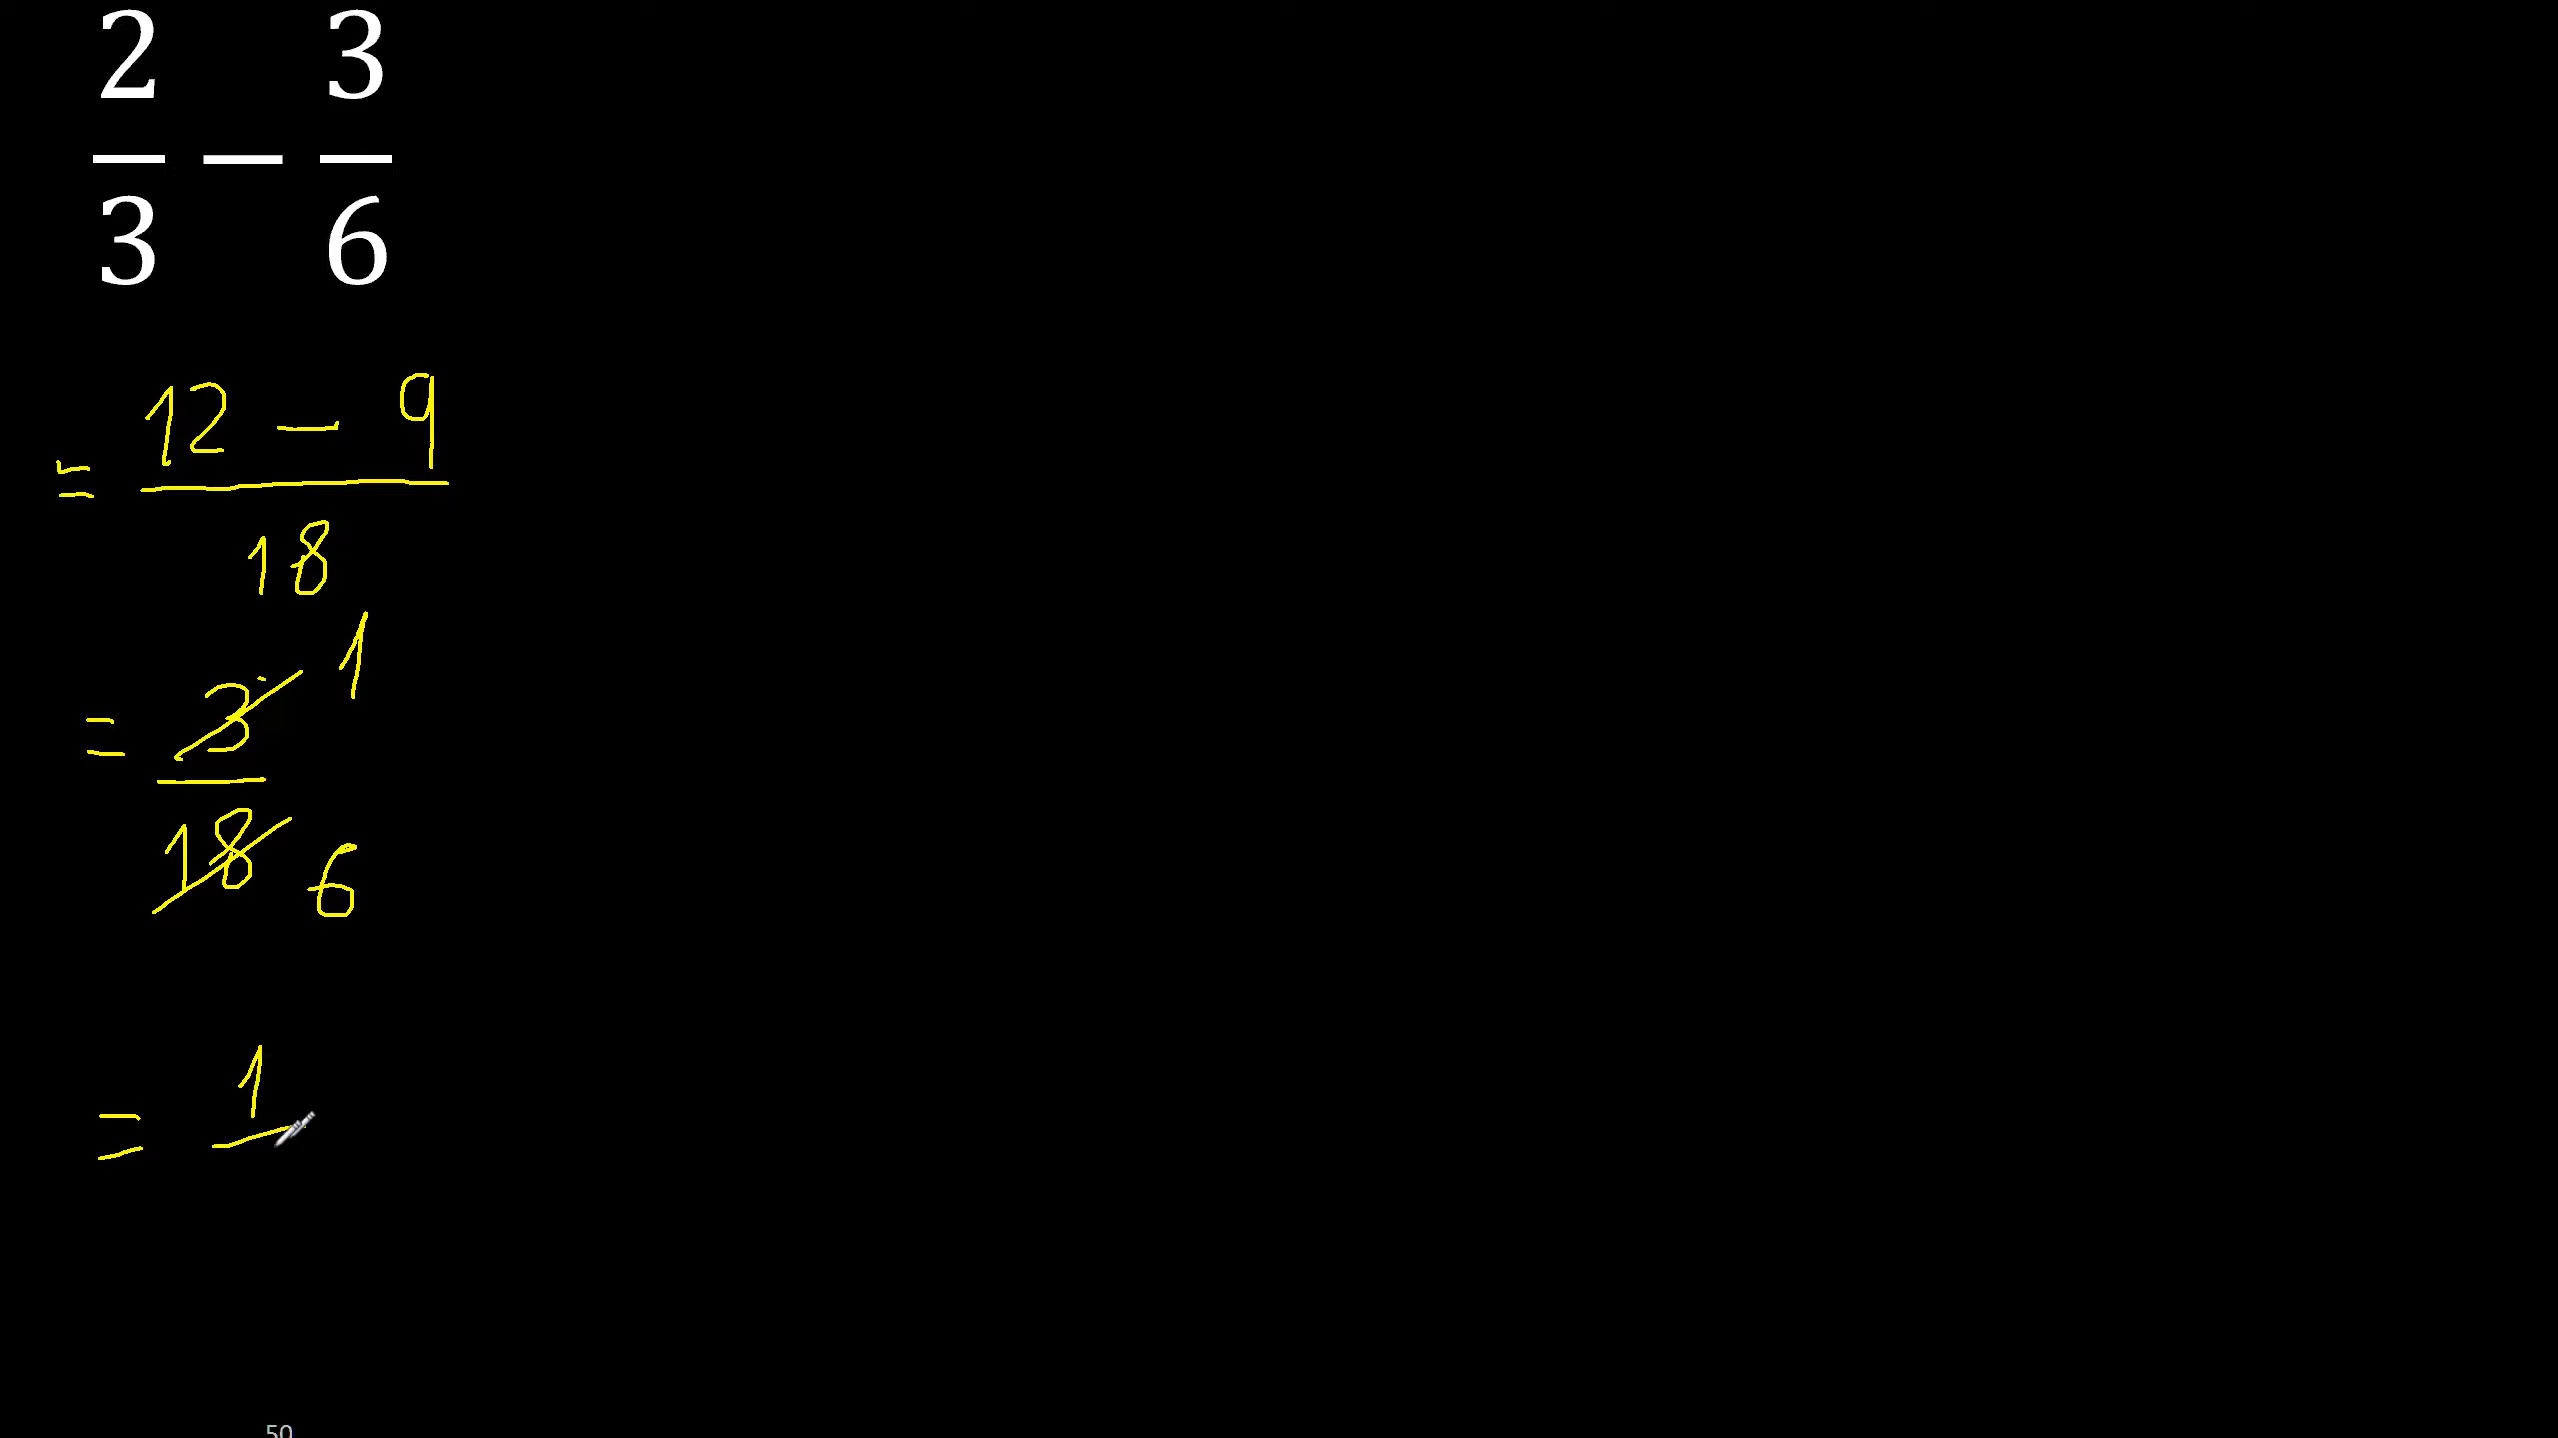 2/3 − 3/6
= 12 − 9 / 18
= 3/18 1/6
= 1
50